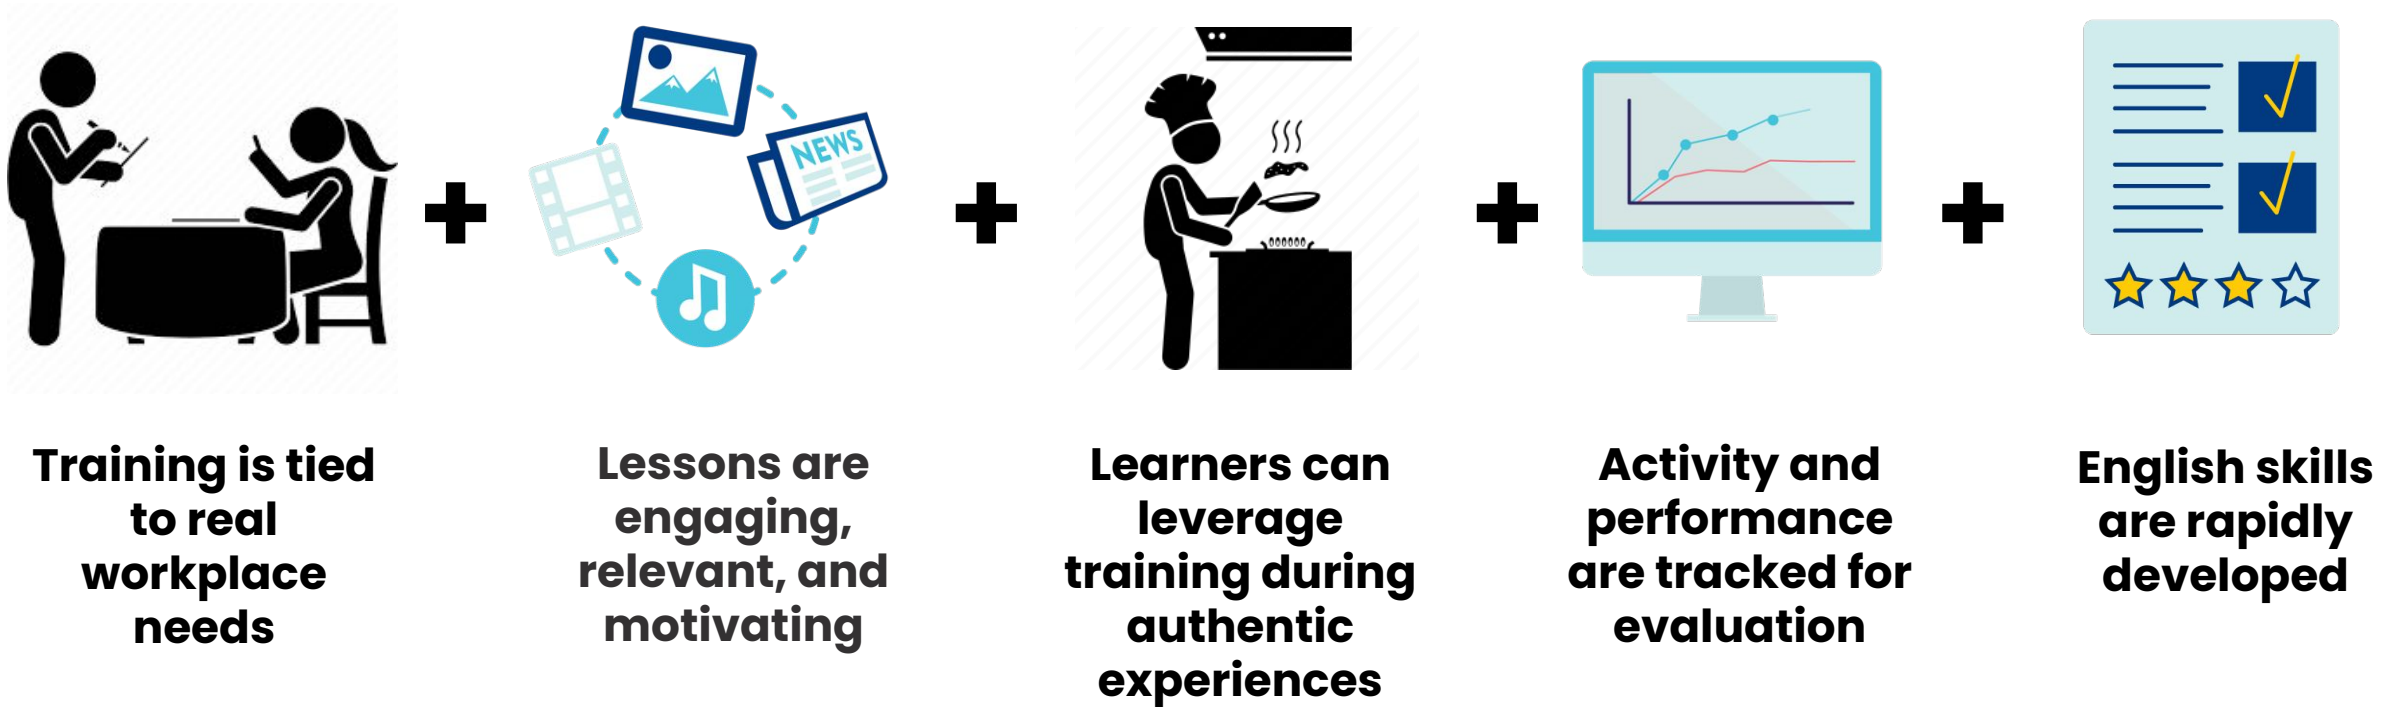 NEWS
Training is tied
to real
workplace
needs
Lessons are
engaging,
relevant, and
motivating
Learners can
leverage
training during
authentic
experiences
Activity and
performance
are tracked for
evaluation
English skills
are rapidly
developed